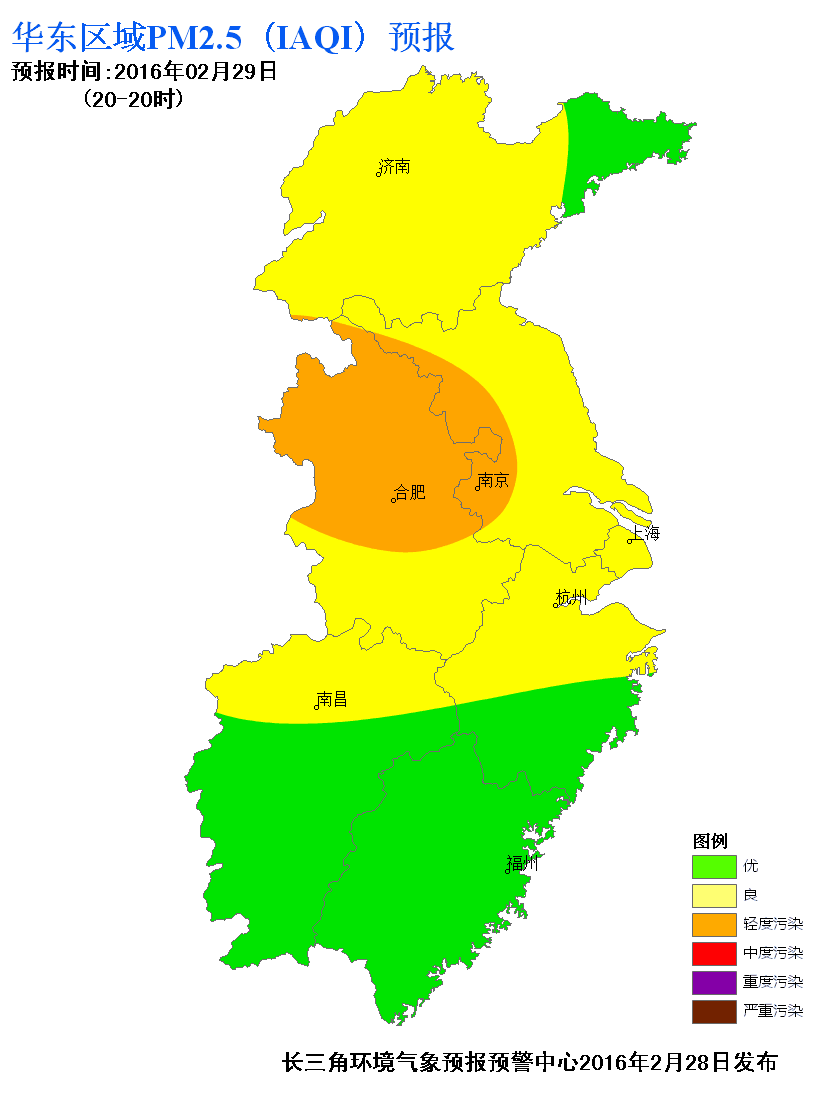 华东区域PM2.5（IAQI）预报
预报时间:2016年02月29日
(20-20时)
济南
南京
合肥
上海
杭州
南昌
福州
图例
优
良
轻度污染
中度污染
重度污染
严重污染
长三角环境气象预报预警中心2016年2月28日发布